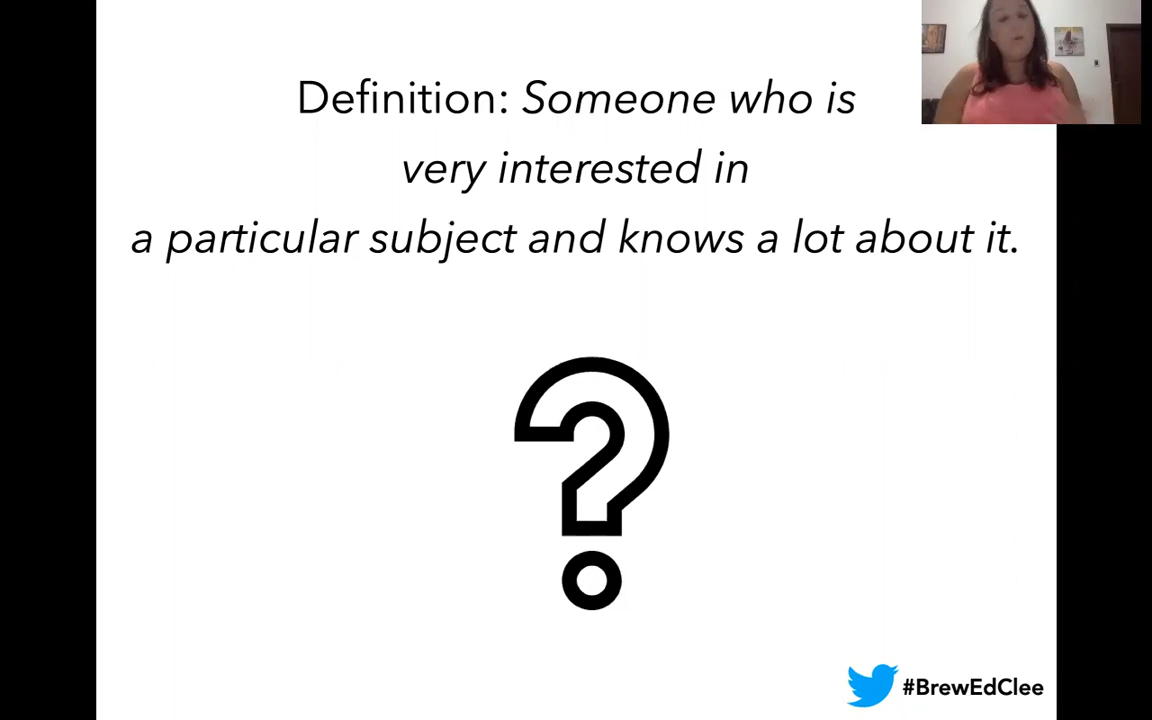 Definition: Someone who is
very interested in
a particular subject and knows a lot about it.
?
#BrewEdClee